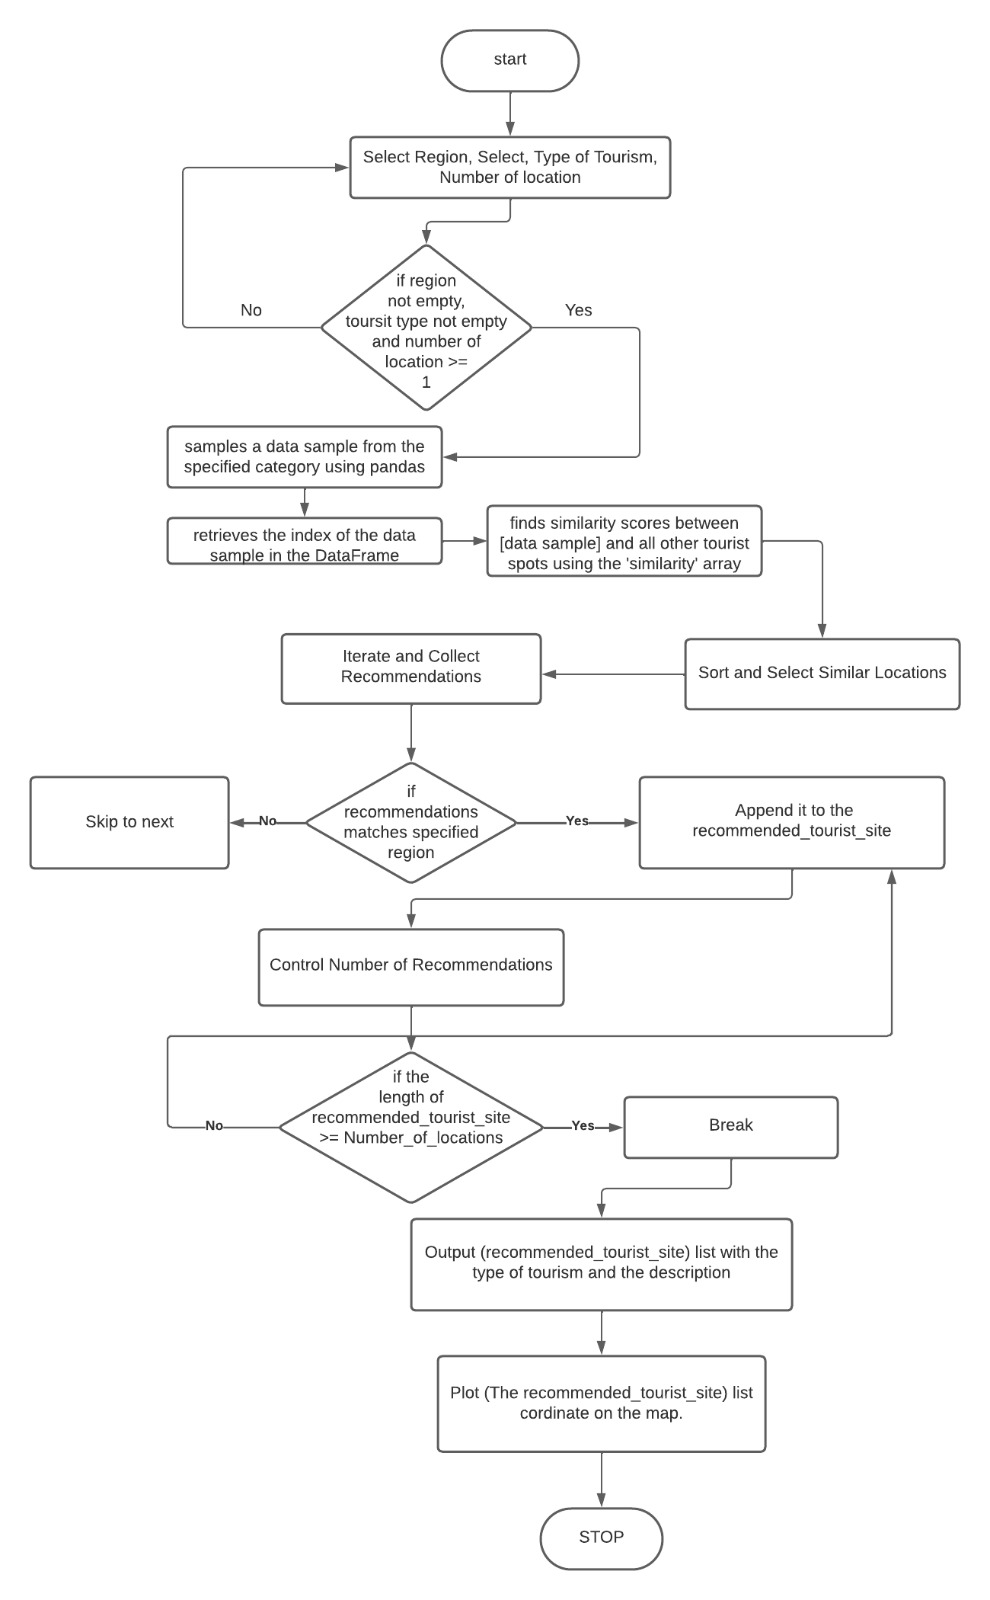 start
Select Region, Select, Type of Tourism,
Number of location
if region
not empty,
toursit type not empty
and number of
location >=
1
No
Yes
samples a data sample from the
specified category using pandas
retrieves the index of the data
sample in the DataFrame
finds similarity scores between
[data sample] and all other tourist
spots using the 'similarity' array
Sort and Select Similar Locations
Iterate and Collect
Recommendations
if
recommendations
matches specified
region
No
Skip to next
Yes
Append it to the
recommended_tourist_site
Control Number of Recommendations
if the
length of
recommended_tourist_site
>= Number_of_locations
No
Yes
Break
Output (recommended_tourist_site) list with the
type of tourism and the description
Plot (The recommended_tourist_site) list
cordinate on the map.
STOP